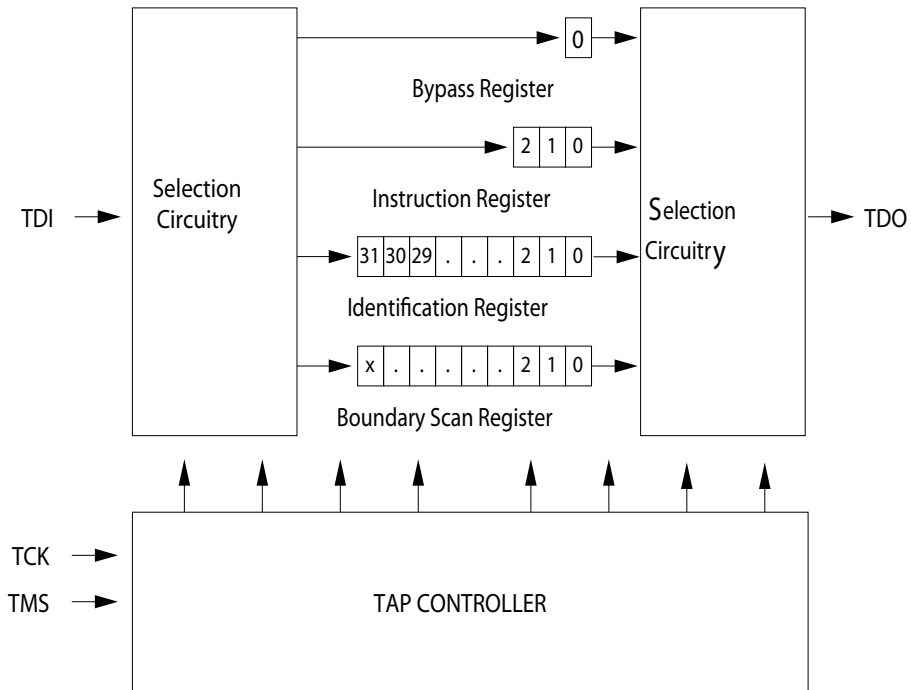 0
Bypass Register
2 1 0
Selection
Circuitry
Instruction Register
Selection
Circuitry
TDI
TDO
31 30 29 . . . 2 1 0
Identification Register
x . . . . . 2 1 0
Boundary Scan Register
TCK
TMS
TAP CONTROLLER